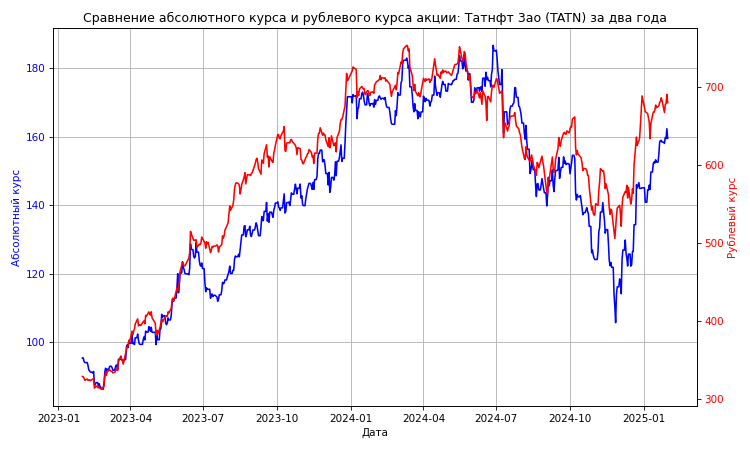 Сравнение абсолютного курса и рублевого курса акции: Татнфт 3ао (TATN) за два года
Абсолютный курс
180
160
140
120
100
700
600
500
400
300
Рублевый курс
2023-01 2023-04 2023-07 2023-10 2024-01 2024-04 2024-07 2024-10 2025-01
Дата